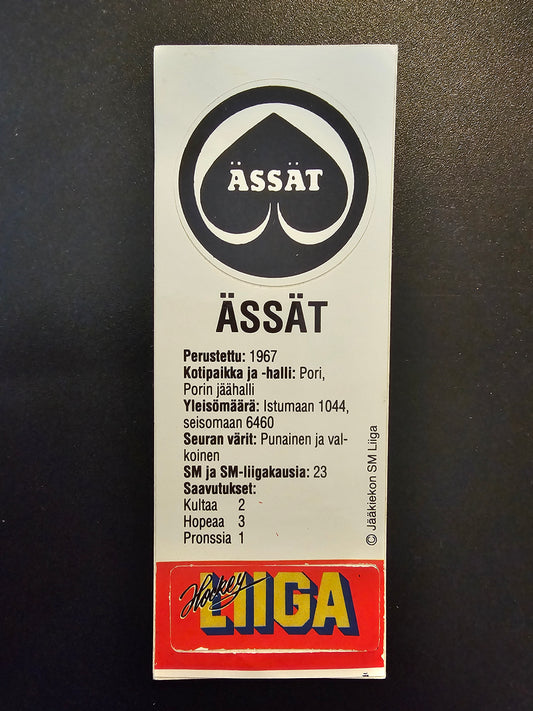 ÄSSÄT
ÄSSÄT
Perustettu: 1967
Kotipaikka ja -halli: Pori,
Porin jäähalli
Yleisömäärä: Istumaan 1044,
seisomaan 6460
Seuran värit: Punainen ja val-
koinen
SM ja SM-liigakausia: 23
Saavutukset:
Kultaa 2
Hopeaa 3
Pronssia 1
© Jääkiekon SM Liiga
Hockey
LIIGA